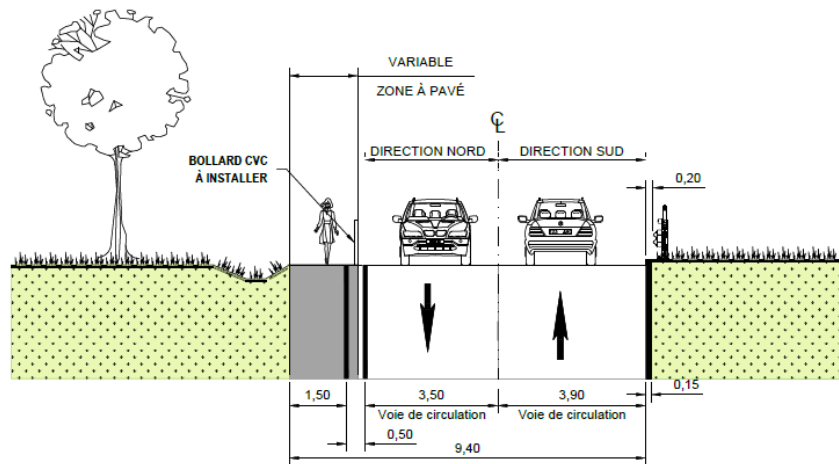 VARIABLE
ZONE À PAVÉ
℄
DIRECTION NORD
DIRECTION SUD
BOLLARD CVC
À INSTALLER
0,20
1,50
3,50
3,90
0,15
Voie de circulation
Voie de circulation
0,50
9,40